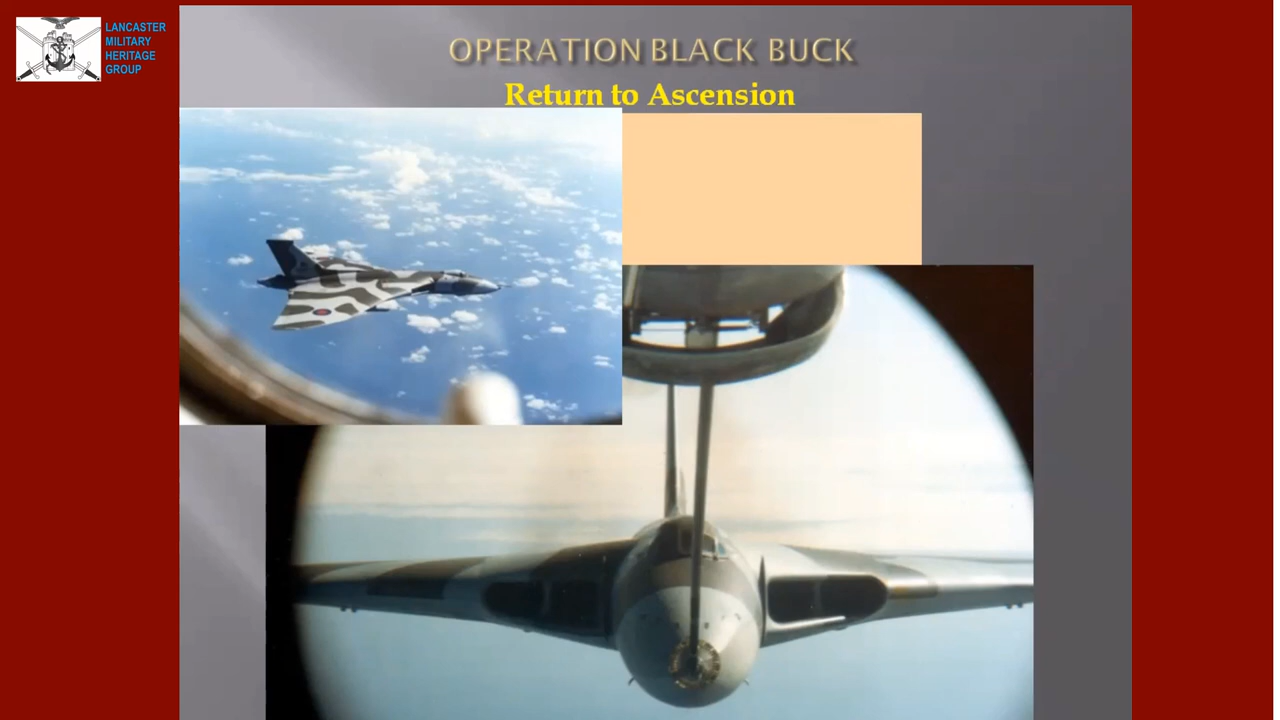 LANCASTER
MILITARY
HERITAGE
GROUP
OPERATION BLACK BUCK
Return to Ascension